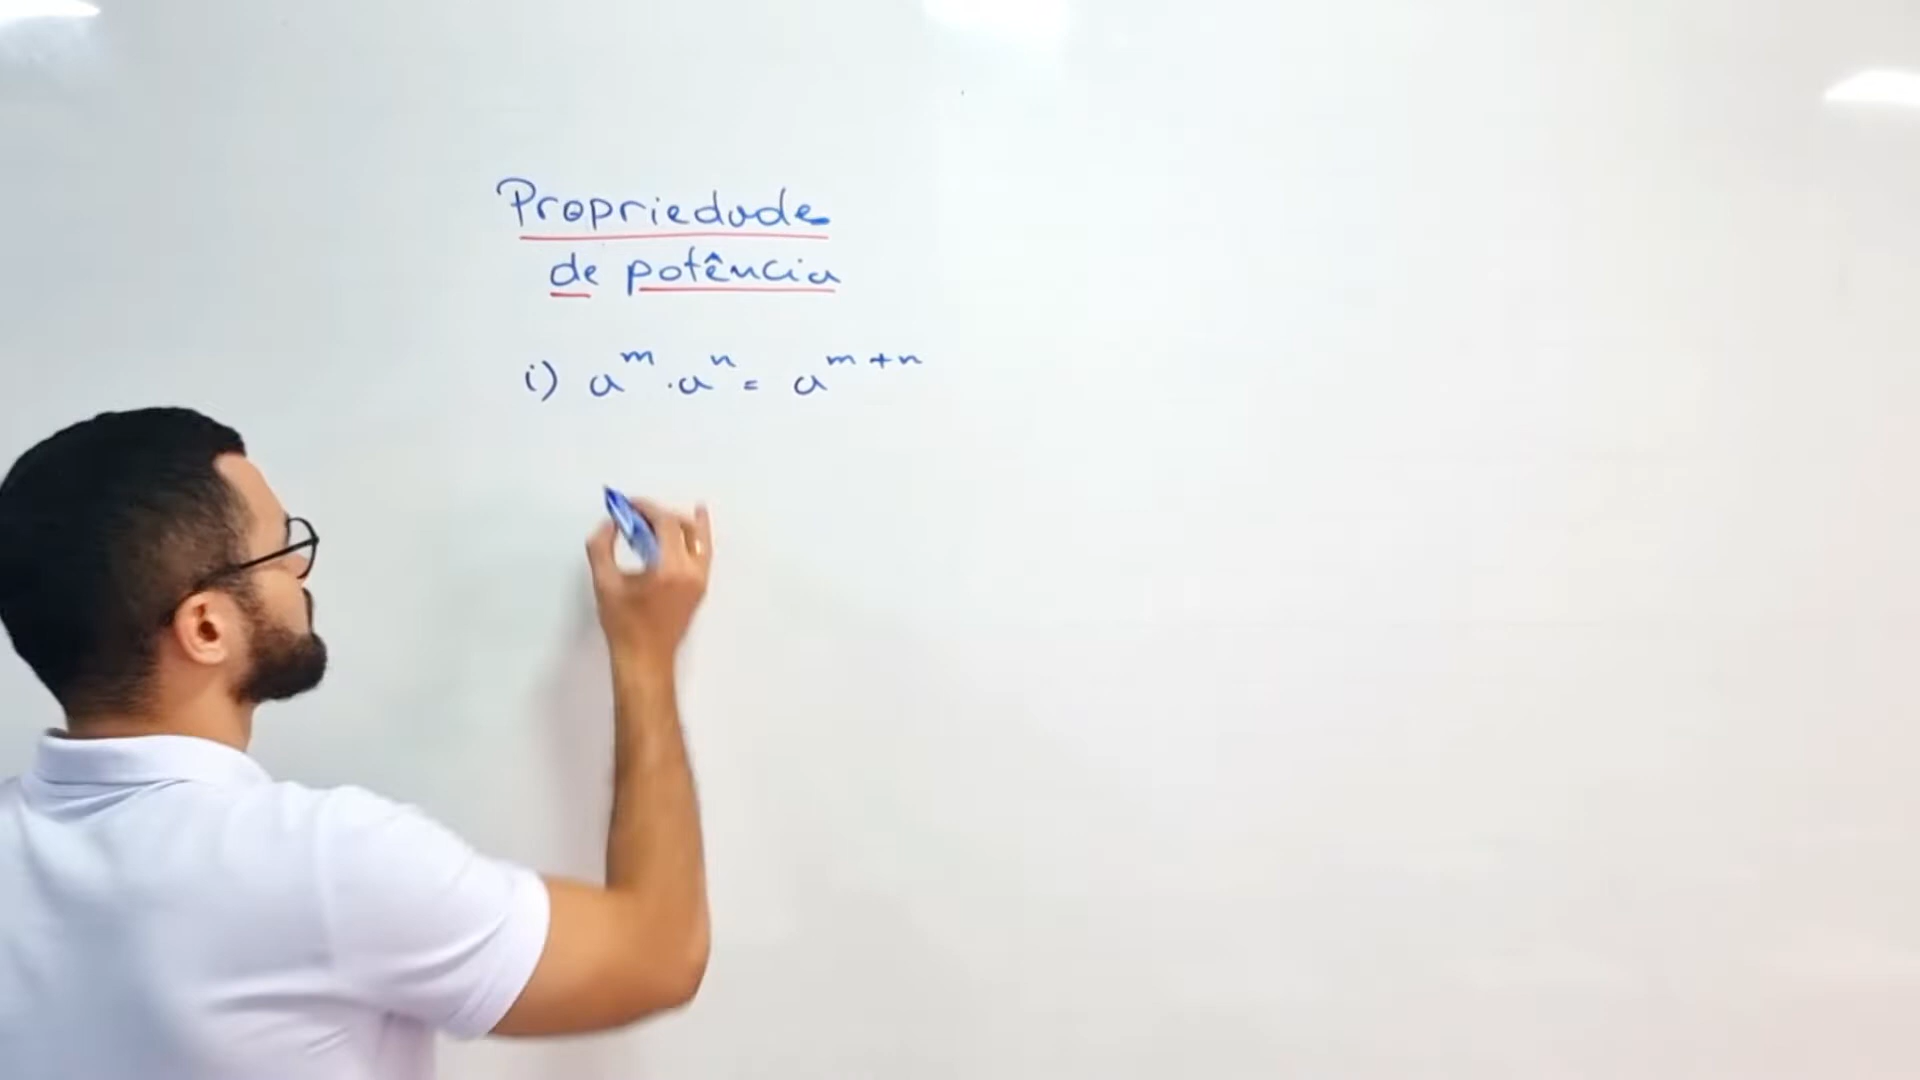 Propriedade
de potência
i) a^m . a^n = a^m+n